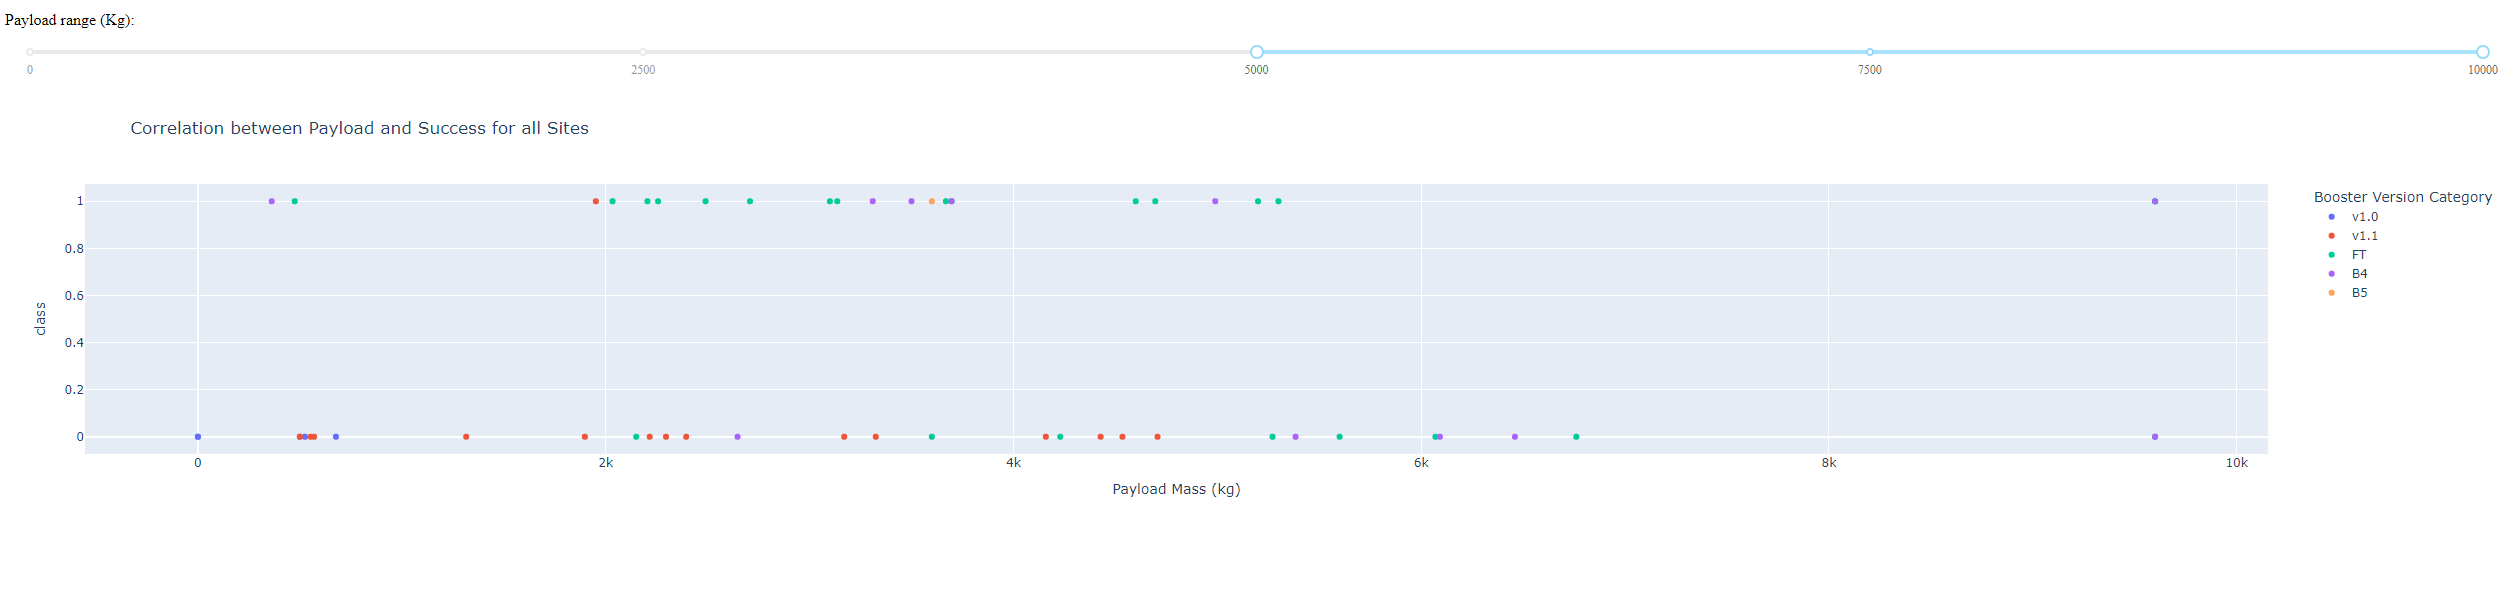 Payload range (Kg):
0 2500 5000 7500 10000
Correlation between Payload and Success for all Sites
1
0.8
0.6
0.4
0.2
0
class
0 2k 4k 6k 8k 10k
Payload Mass (kg)
Booster Version Category
v1.0
v1.1
FT
B4
B5